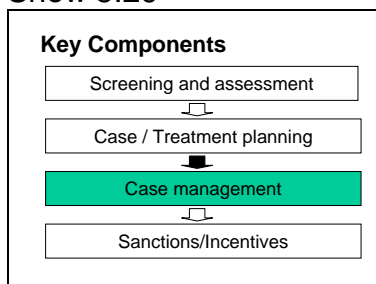 Key Components
Screening and assessment
Case / Treatment planning
Case management
Sanctions/Incentives